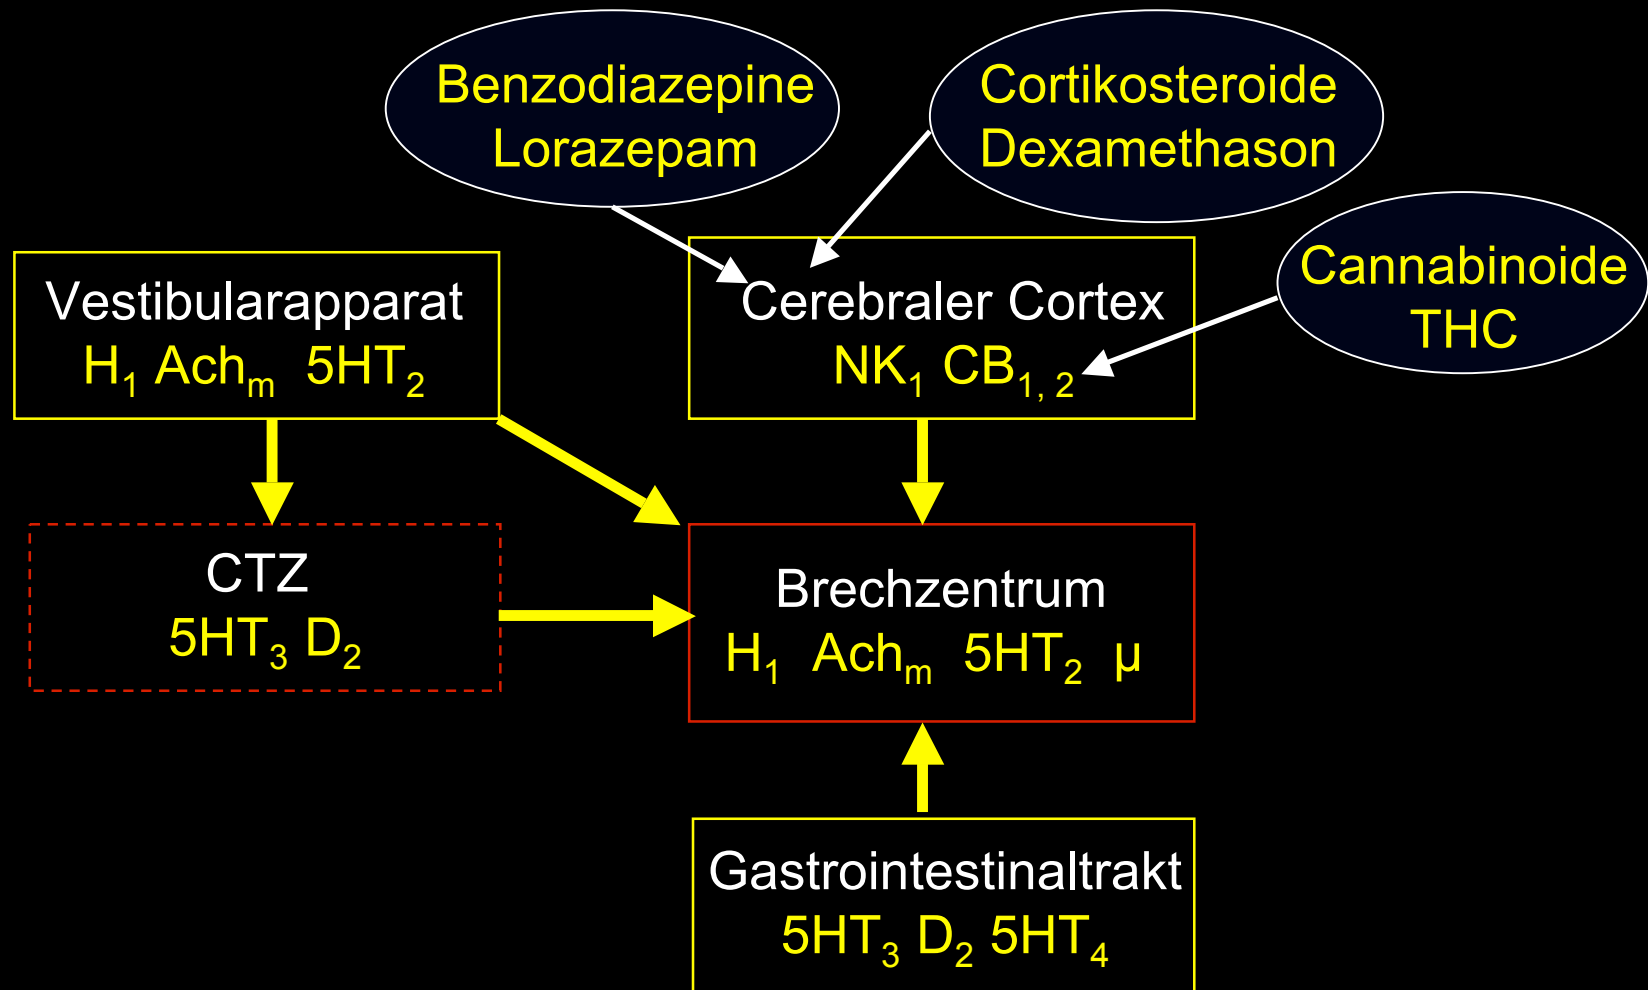 Benzodiazepine
Lorazepam
Cortikosteroide
Dexamethason
Cannabinoide
THC
Vestibularapparat
H₁ Achₘ 5HT₂
Cerebraler Cortex
NK₁ CB₁, ₂
CTZ
5HT₃ D₂
Brechzentrum
H₁ Achₘ 5HT₂ µ
Gastrointestinaltrakt
5HT₃ D₂ 5HT₄